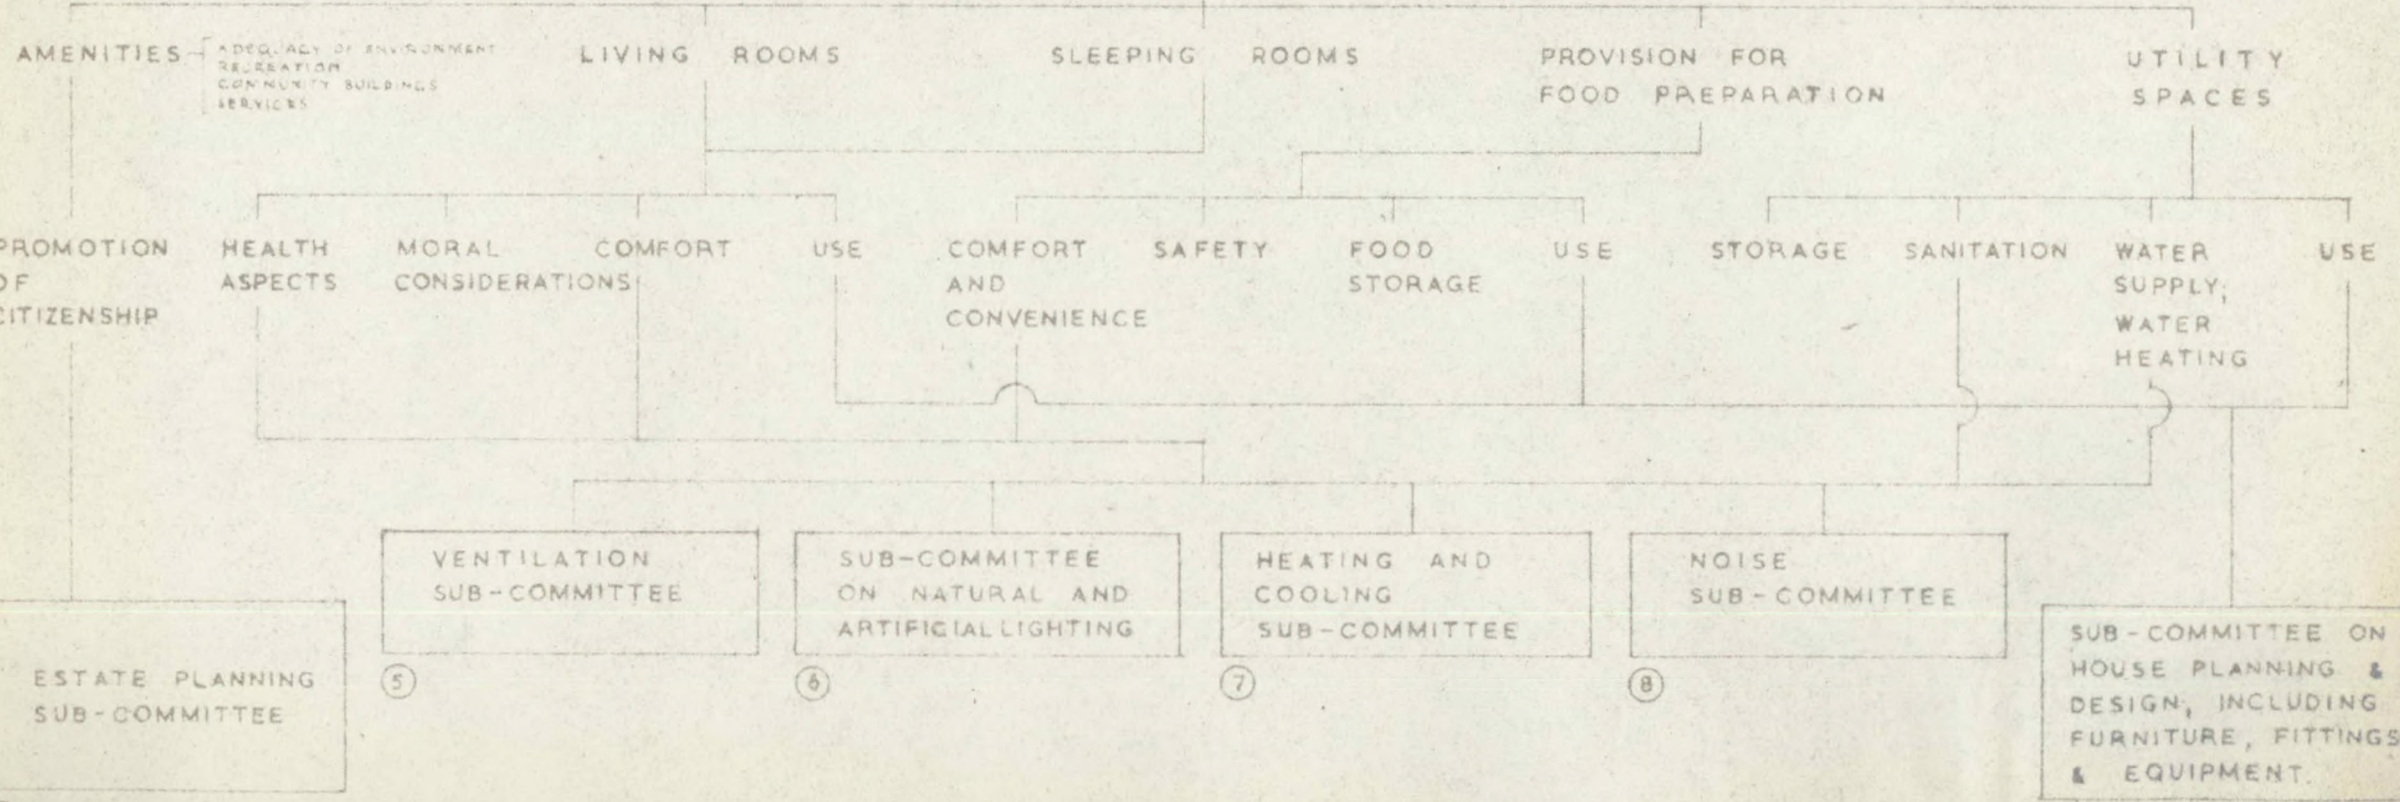 AMENITIES
ADEQUACY OF ENVIRONMENT
RECREATION
COMMUNITY BUILDINGS
SERVICES
LIVING ROOMS
SLEEPING ROOMS
PROVISION FOR
FOOD PREPARATION
UTILITY
SPACES
PROMOTION
OF
CITIZENSHIP
HEALTH
ASPECTS
MORAL
CONSIDERATIONS
COMFORT
USE
COMFORT
AND
CONVENIENCE
SAFETY
FOOD
STORAGE
USE
STORAGE
SANITATION
WATER
SUPPLY;
WATER
HEATING
USE
ESTATE PLANNING
SUB-COMMITTEE
VENTILATION
SUB-COMMITTEE
5
SUB-COMMITTEE
ON NATURAL AND
ARTIFICIAL LIGHTING
6
HEATING AND
COOLING
SUB-COMMITTEE
7
NOISE
SUB-COMMITTEE
8
SUB-COMMITTEE ON
HOUSE PLANNING &
DESIGN, INCLUDING
FURNITURE, FITTINGS
& EQUIPMENT.